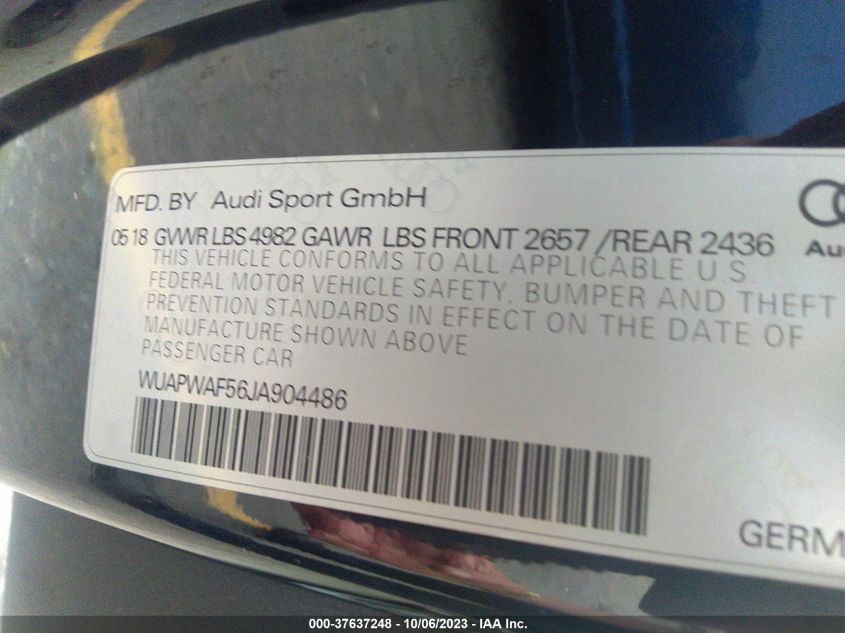 MFD. BY Audi Sport GmbH
0518 GVWR LBS 4982 GAWR LBS FRONT 2657 /REAR 2436
THIS VEHICLE CONFORMS TO ALL APPLICABLE U.S
FEDERAL MOTOR VEHICLE SAFETY, BUMPER AND THEFT
PREVENTION STANDARDS IN EFFECT ON THE DATE OF
MANUFACTURE SHOWN ABOVE
PASSENGER CAR
WUAPWAF56JA904486
Au
GERM
000-37637248 - 10/06/2023 - IAA Inc.